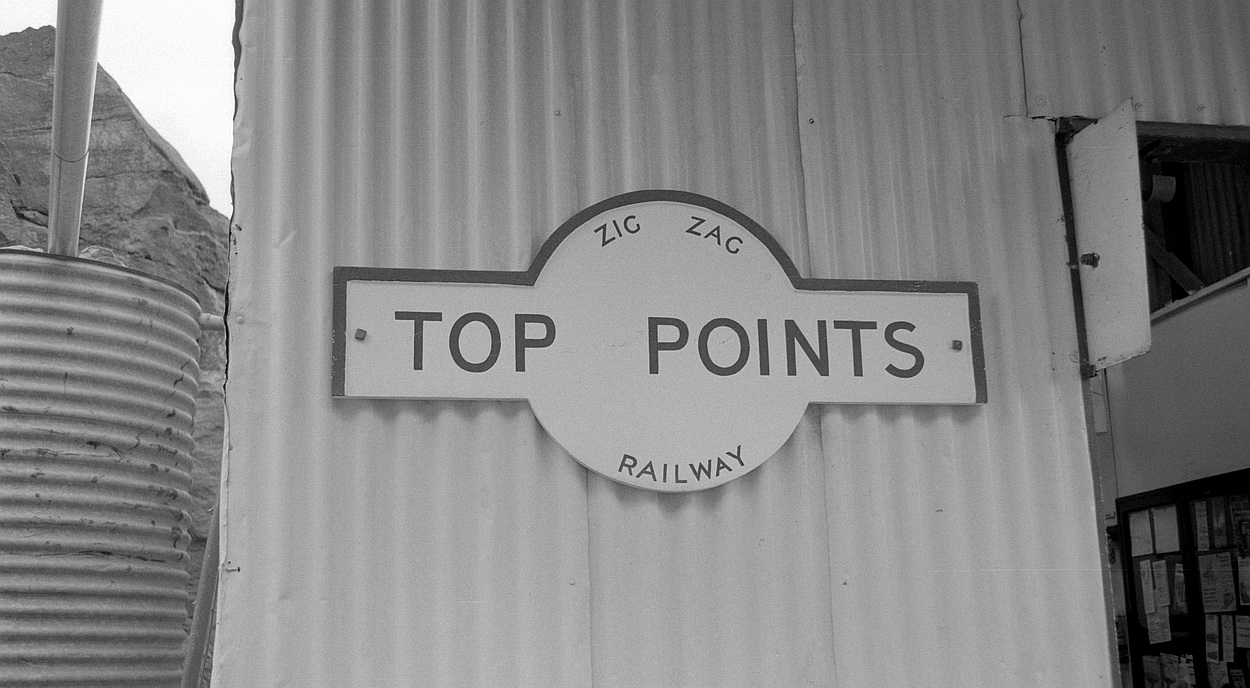 ZIG ZAG
TOP POINTS
RAILWAY